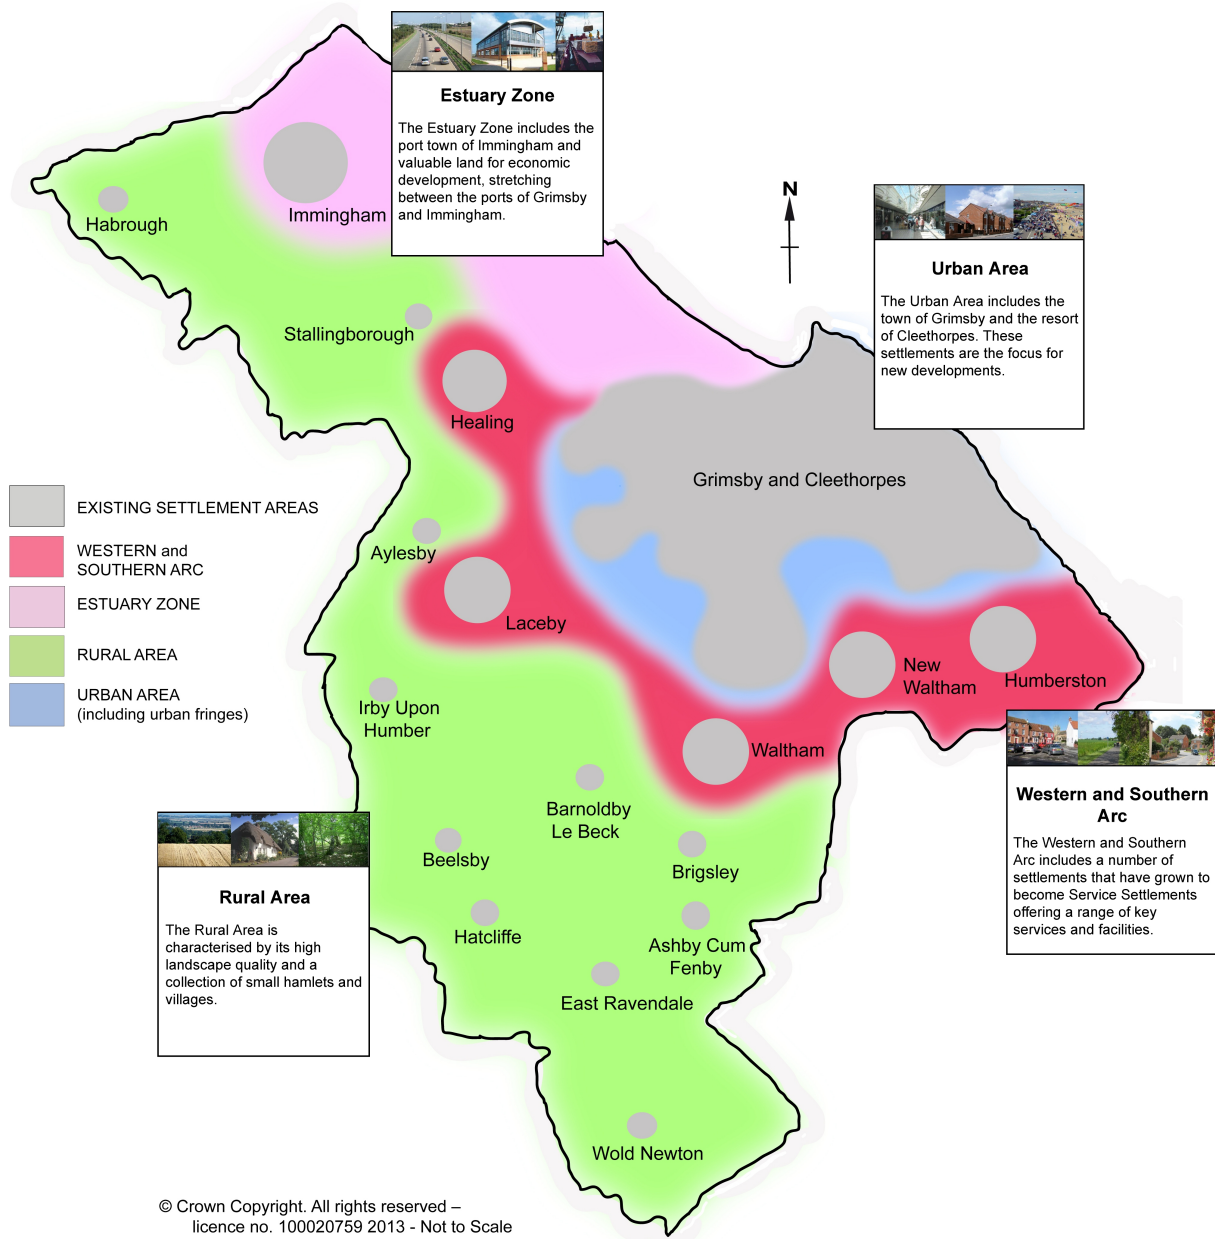 Estuary Zone
The Estuary Zone includes the
port town of Immingham and
valuable land for economic
development, stretching
between the ports of Grimsby
and Immingham.
N
Urban Area
The Urban Area includes the
town of Grimsby and the resort
of Cleethorpes. These
settlements are the focus for
new developments.
Immingham
Habrough
Stallingborough
Healing
Grimsby and Cleethorpes
EXISTING SETTLEMENT AREAS
WESTERN and
SOUTHERN ARC
ESTUARY ZONE
RURAL AREA
URBAN AREA
(including urban fringes)
Aylesby
Laceby
New
Waltham
Humberston
Irby Upon
Humber
Waltham
Barnoldby
Le Beck
Beelsby
Brigsley
Hatcliffe
Ashby Cum
Fenby
East Ravendale
Wold Newton
Western and Southern
Arc
The Western and Southern
Arc includes a number of
settlements that have grown to
become Service Settlements
offering a range of key
services and facilities.
Rural Area
The Rural Area is
characterised by its high
landscape quality and a
collection of small hamlets and
villages.
© Crown Copyright. All rights reserved –
licence no. 100020759 2013 - Not to Scale